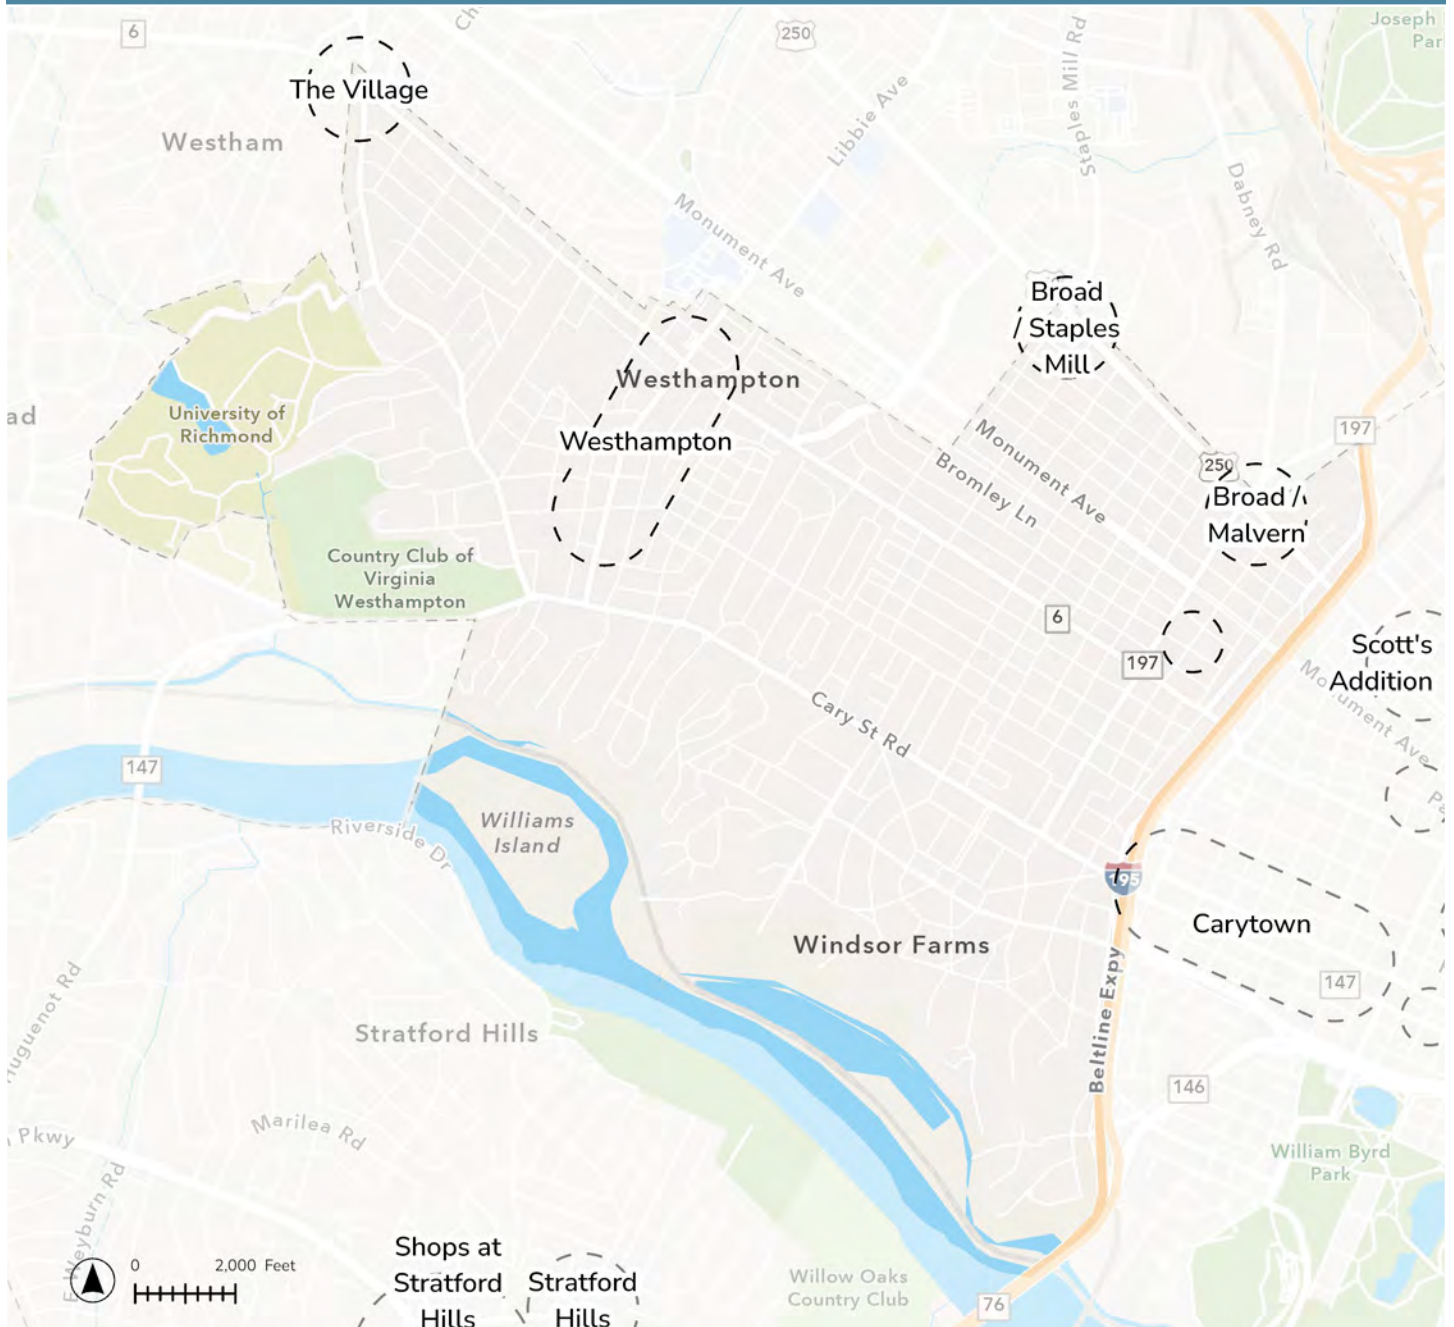 6
Ch
250
Staples Mill Rd
Joseph
Par
The Village
Westham
Libbie Ave
Dabney Rd
Monument Ave
Broad
/ Staples
Mill
Westhampton
University of
Richmond
ad
Westhampton
197
Monument Ave
250
Bromley Ln
Broad /
Malvern
Country Club of
Virginia
Westhampton
6
197
Scott's
Addition
Monument Ave
Cary St Rd
147
Pa
Riverside Dr
Williams
Island
195
Carytown
Windsor Farms
147
Huguenot Rd
Stratford Hills
Beltline Expy
146
Marilea Rd
n Pkwy
William Byrd
Park
E Weyburn Rd
0 2,000 Feet
Shops at
Stratford
Hills
Stratford
Hills
Willow Oaks
Country Club
76